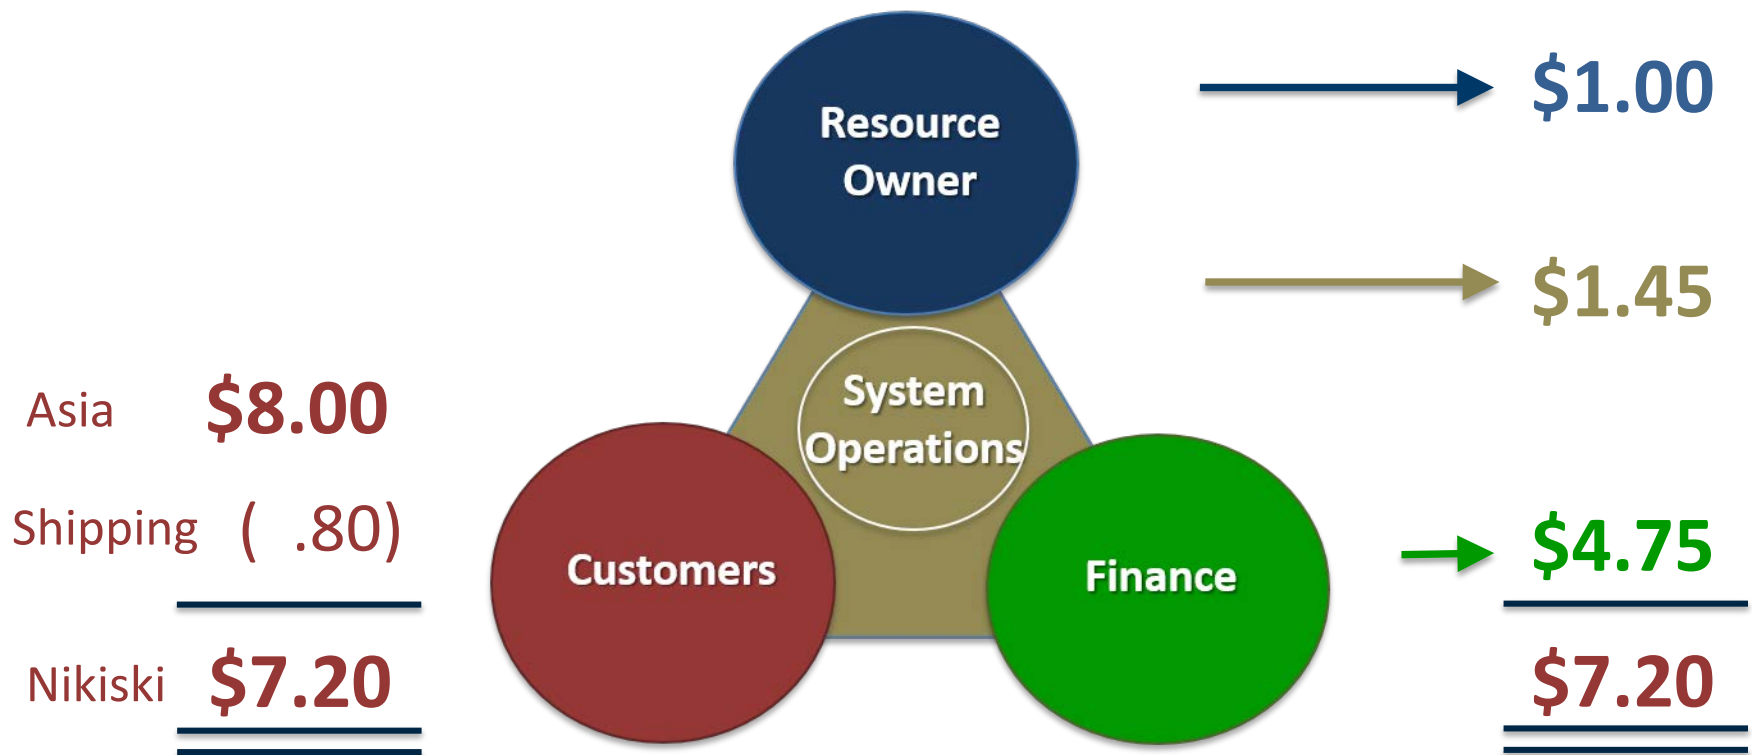 Resource
Owner
$1.00
$1.45
System
Operations
Asia $8.00
Shipping ( .80)
Customers
Finance
$4.75
Nikiski $7.20
$7.20